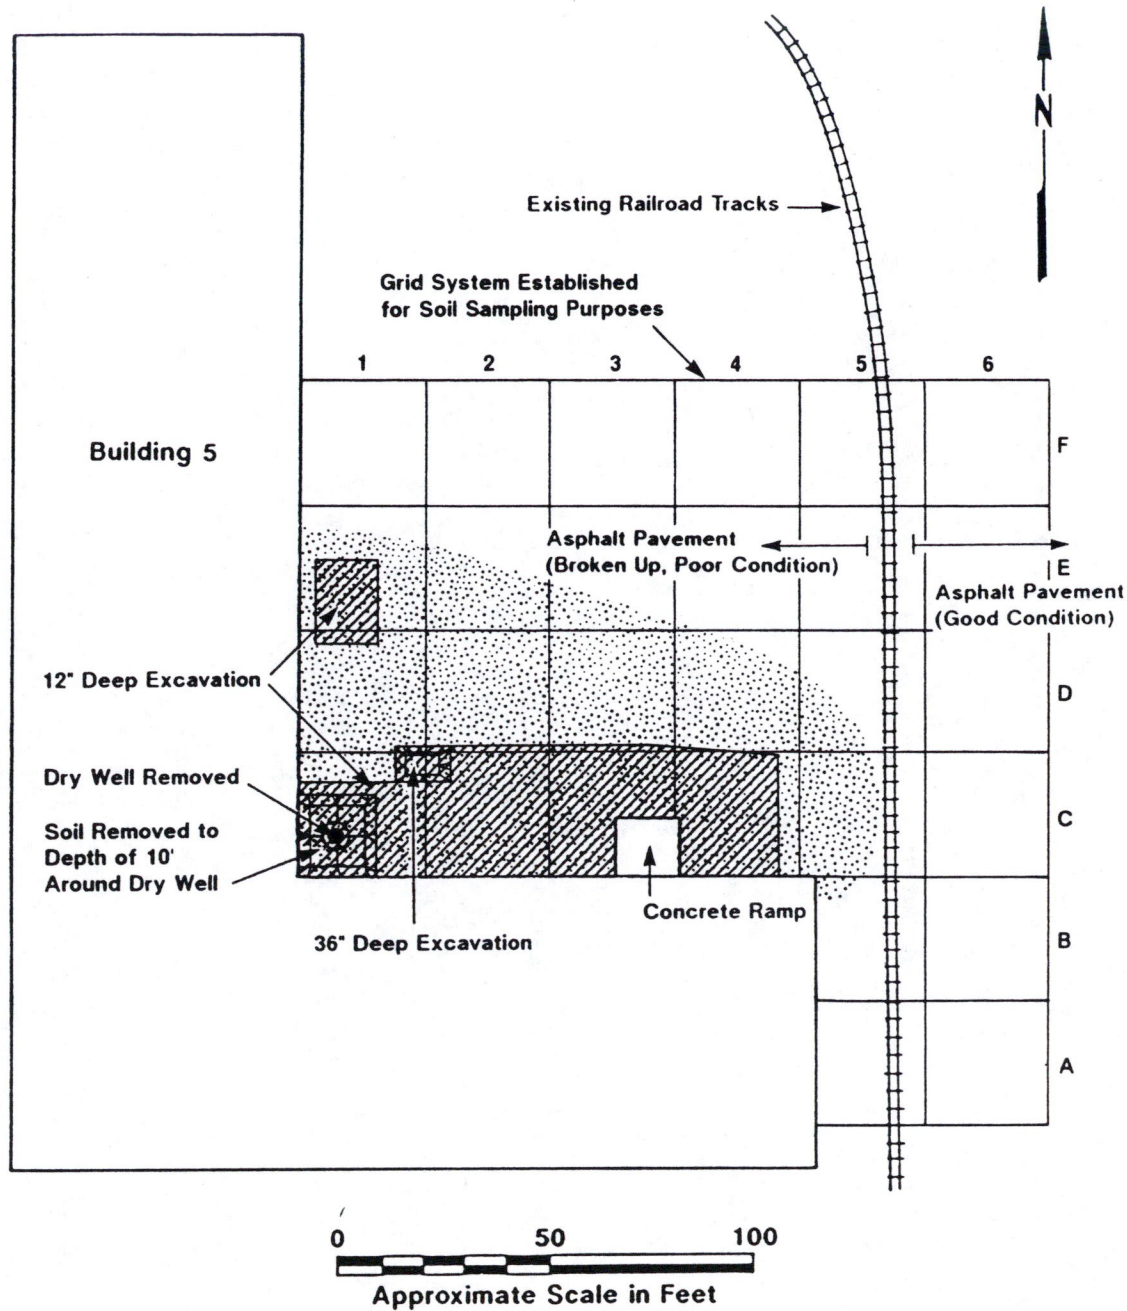 N
Existing Railroad Tracks
Grid System Established
for Soil Sampling Purposes
1 2 3 4 5 6
Building 5
F
Asphalt Pavement
(Broken Up, Poor Condition)
E
Asphalt Pavement
(Good Condition)
12" Deep Excavation
D
Dry Well Removed
Soil Removed to
Depth of 10'
Around Dry Well
C
Concrete Ramp
36" Deep Excavation
B
A
0 50 100
Approximate Scale in Feet